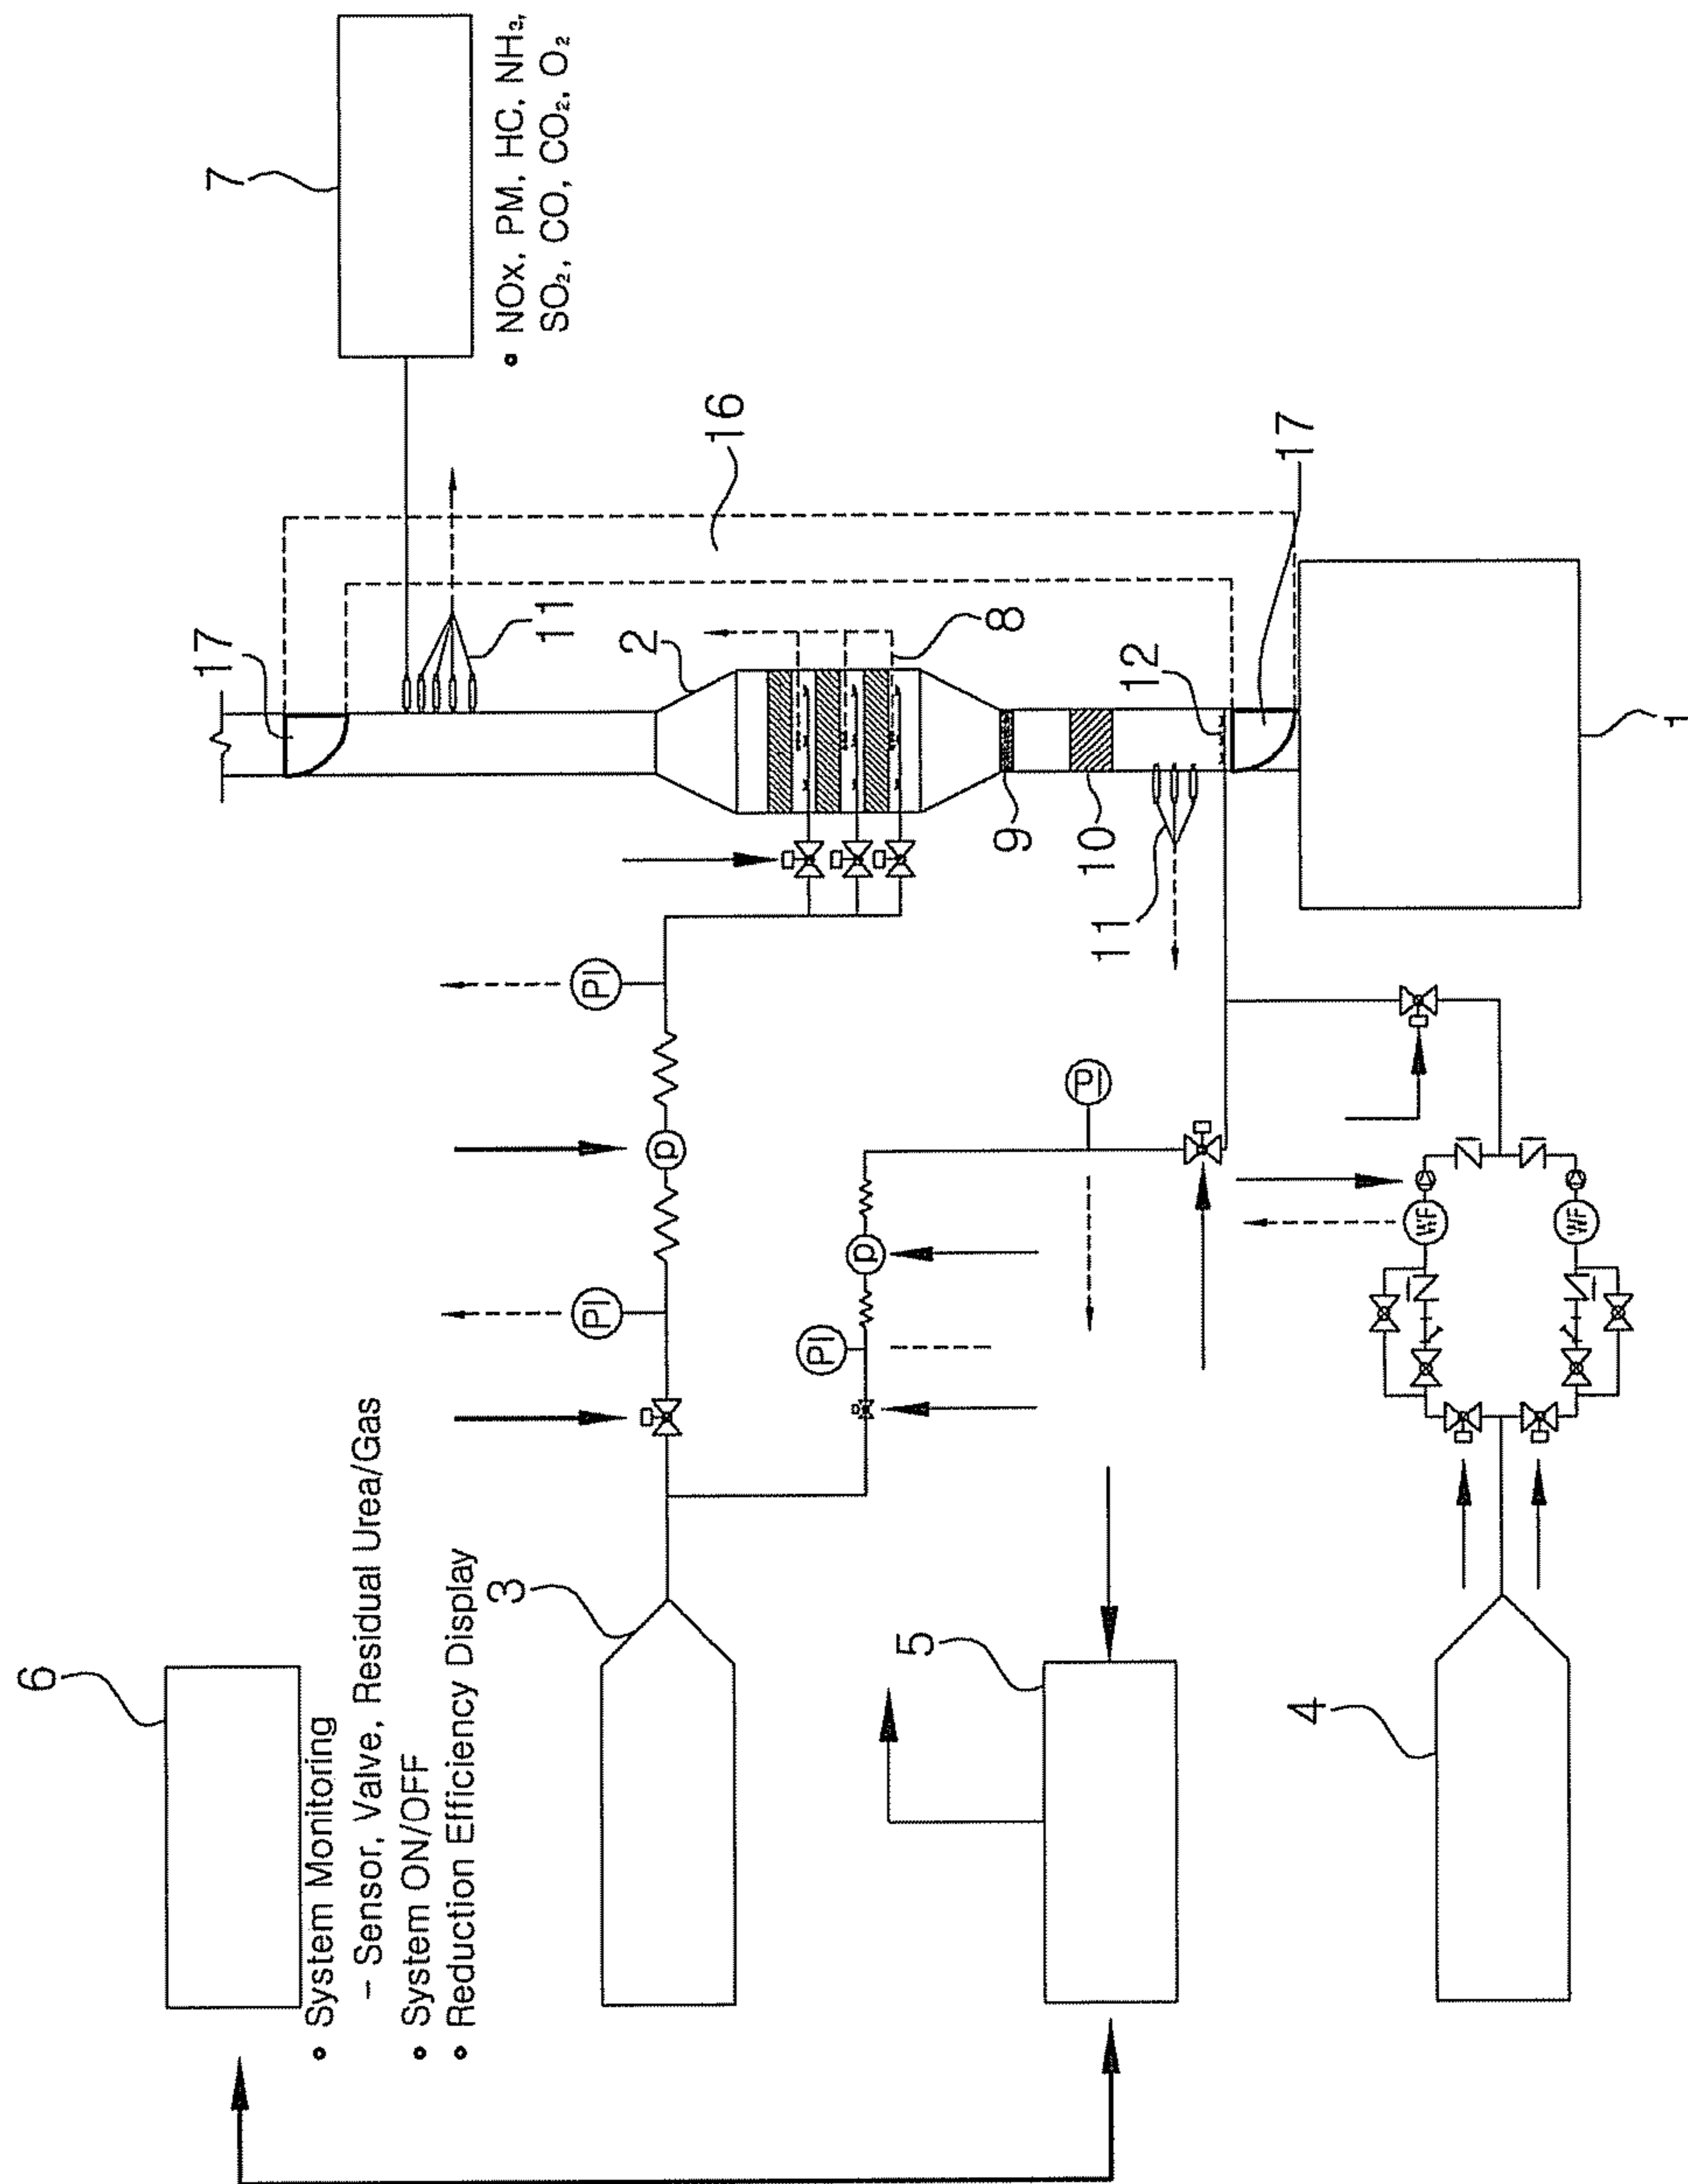 6
• System Monitoring
– Sensor, Valve, Residual Urea/Gas
• System ON/OFF
• Reduction Efficiency Display
7
• NOx, PM, HC, NH₃,
SO₂, CO, CO₂, O₂
17
11
16
3
PI
p
PI
2
8
5
PI
p
PI
9
10
11
12
17
4
WF
WF
1